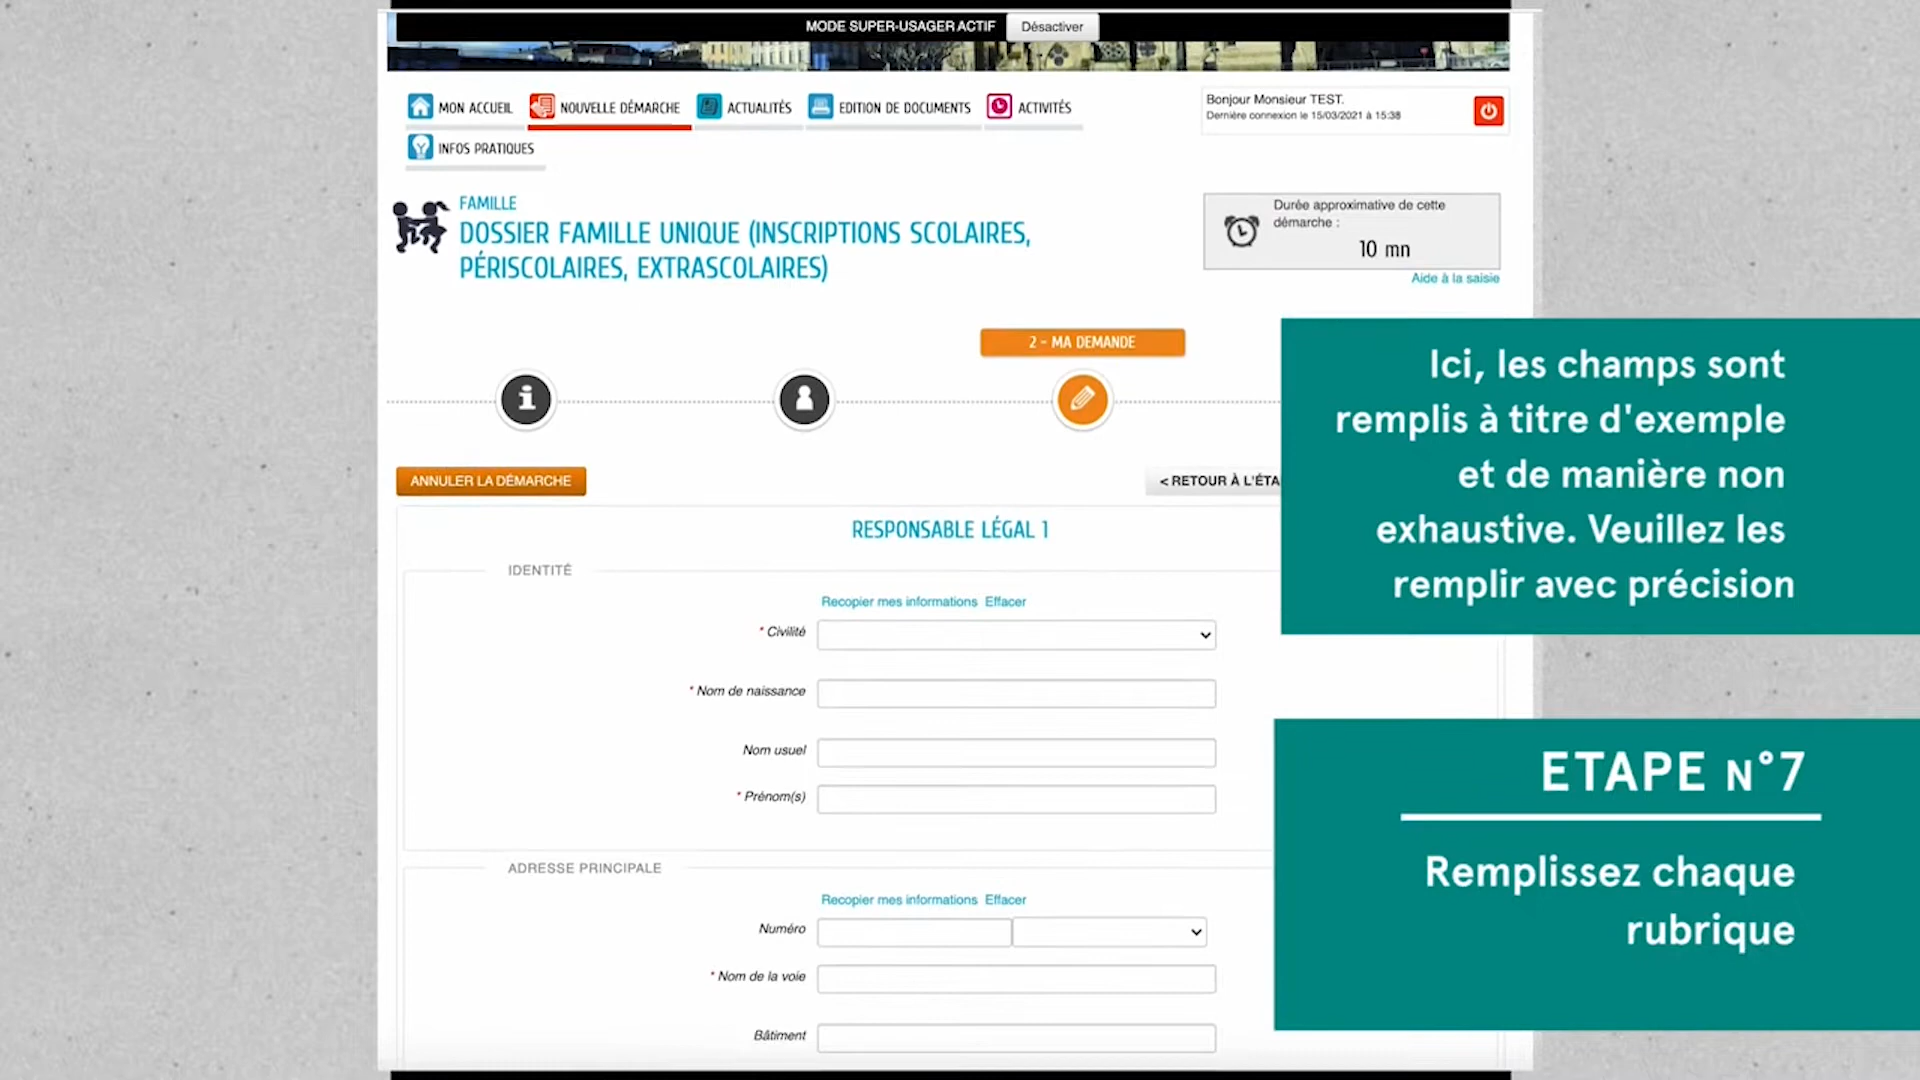 MODE SUPER-USAGER ACTIF Désactiver
MON ACCUEIL NOUVELLE DÉMARCHE ACTUALITÉS EDITION DE DOCUMENTS ACTIVITÉS
INFOS PRATIQUES
Bonjour Monsieur TEST.
Dernière connexion le 15/03/2021 à 15:38
FAMILLE
DOSSIER FAMILLE UNIQUE (INSCRIPTIONS SCOLAIRES,
PÉRISCOLAIRES, EXTRASCOLAIRES)
Durée approximative de cette
démarche :
10 mn
Aide à la saisie
2 - MA DEMANDE
ANNULER LA DÉMARCHE
< RETOUR À L'ÉTA
RESPONSABLE LÉGAL 1
IDENTITÉ
Recopier mes informations Effacer
* Civilité
* Nom de naissance
Nom usuel
* Prénom(s)
ADRESSE PRINCIPALE
Recopier mes informations Effacer
Numéro
* Nom de la voie
Bâtiment
Ici, les champs sont
remplis à titre d'exemple
et de manière non
exhaustive. Veuillez les
remplir avec précision
ETAPE N°7
Remplissez chaque
rubrique